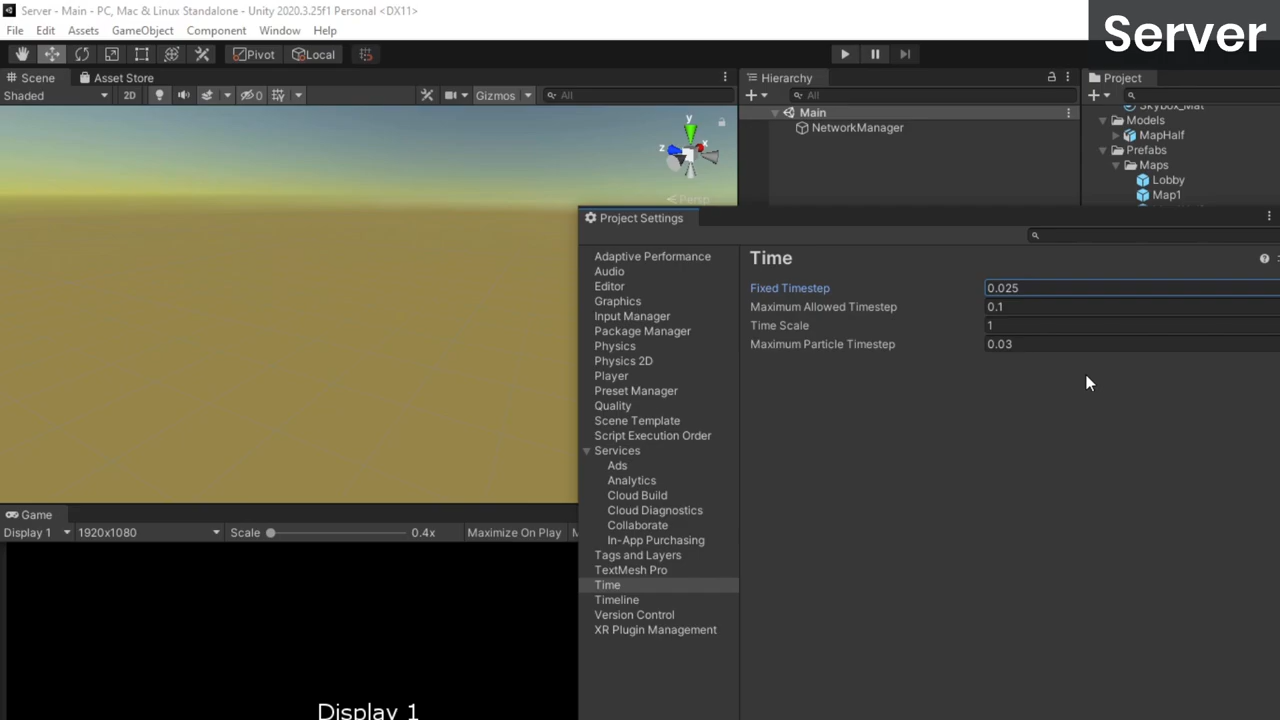 Server - Main - PC, Mac & Linux Standalone - Unity 2020.3.25f1 Personal <DX11>
Server
File Edit Assets GameObject Component Window Help
Pivot Local
Scene Asset Store
Hierarchy
Project
Shaded 2D 0 Gizmos All
All
Skybox_Mat
Main
NetworkManager
Models
MapHalf
Prefabs
Maps
Lobby
Map1
y
x
z
Persp
Project Settings
Adaptive Performance
Audio
Editor
Graphics
Input Manager
Package Manager
Physics
Physics 2D
Player
Preset Manager
Quality
Scene Template
Script Execution Order
Services
Ads
Analytics
Cloud Build
Cloud Diagnostics
Collaborate
In-App Purchasing
Tags and Layers
TextMesh Pro
Time
Timeline
Version Control
XR Plugin Management
Time
Fixed Timestep 0.025
Maximum Allowed Timestep 0.1
Time Scale 1
Maximum Particle Timestep 0.03
Game
Display 1 1920x1080 Scale 0.4x Maximize On Play
Display 1